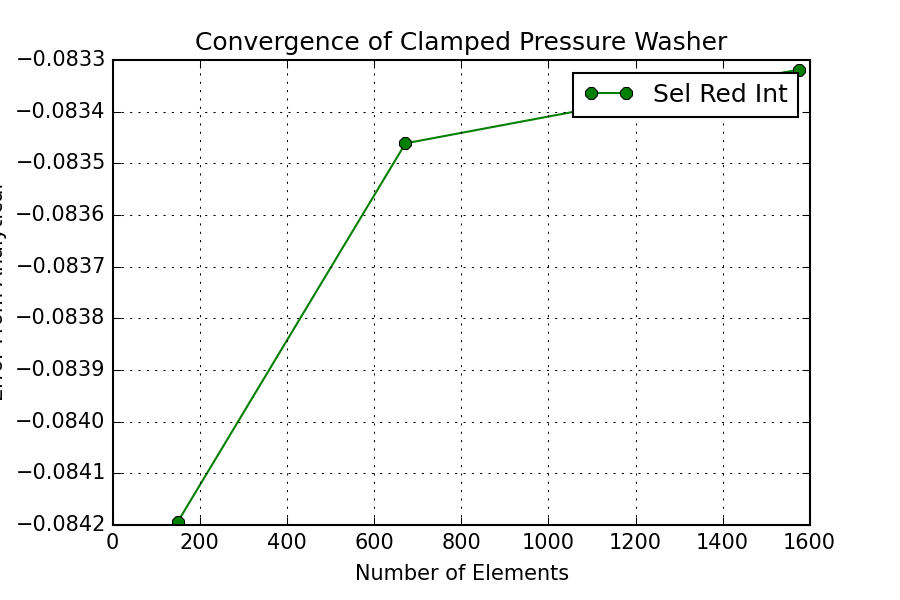 Convergence of Clamped Pressure Washer
−0.0833
−0.0834
−0.0835
−0.0836
−0.0837
−0.0838
−0.0839
−0.0840
−0.0841
−0.0842
Sel Red Int
0 200 400 600 800 1000 1200 1400 1600
Number of Elements